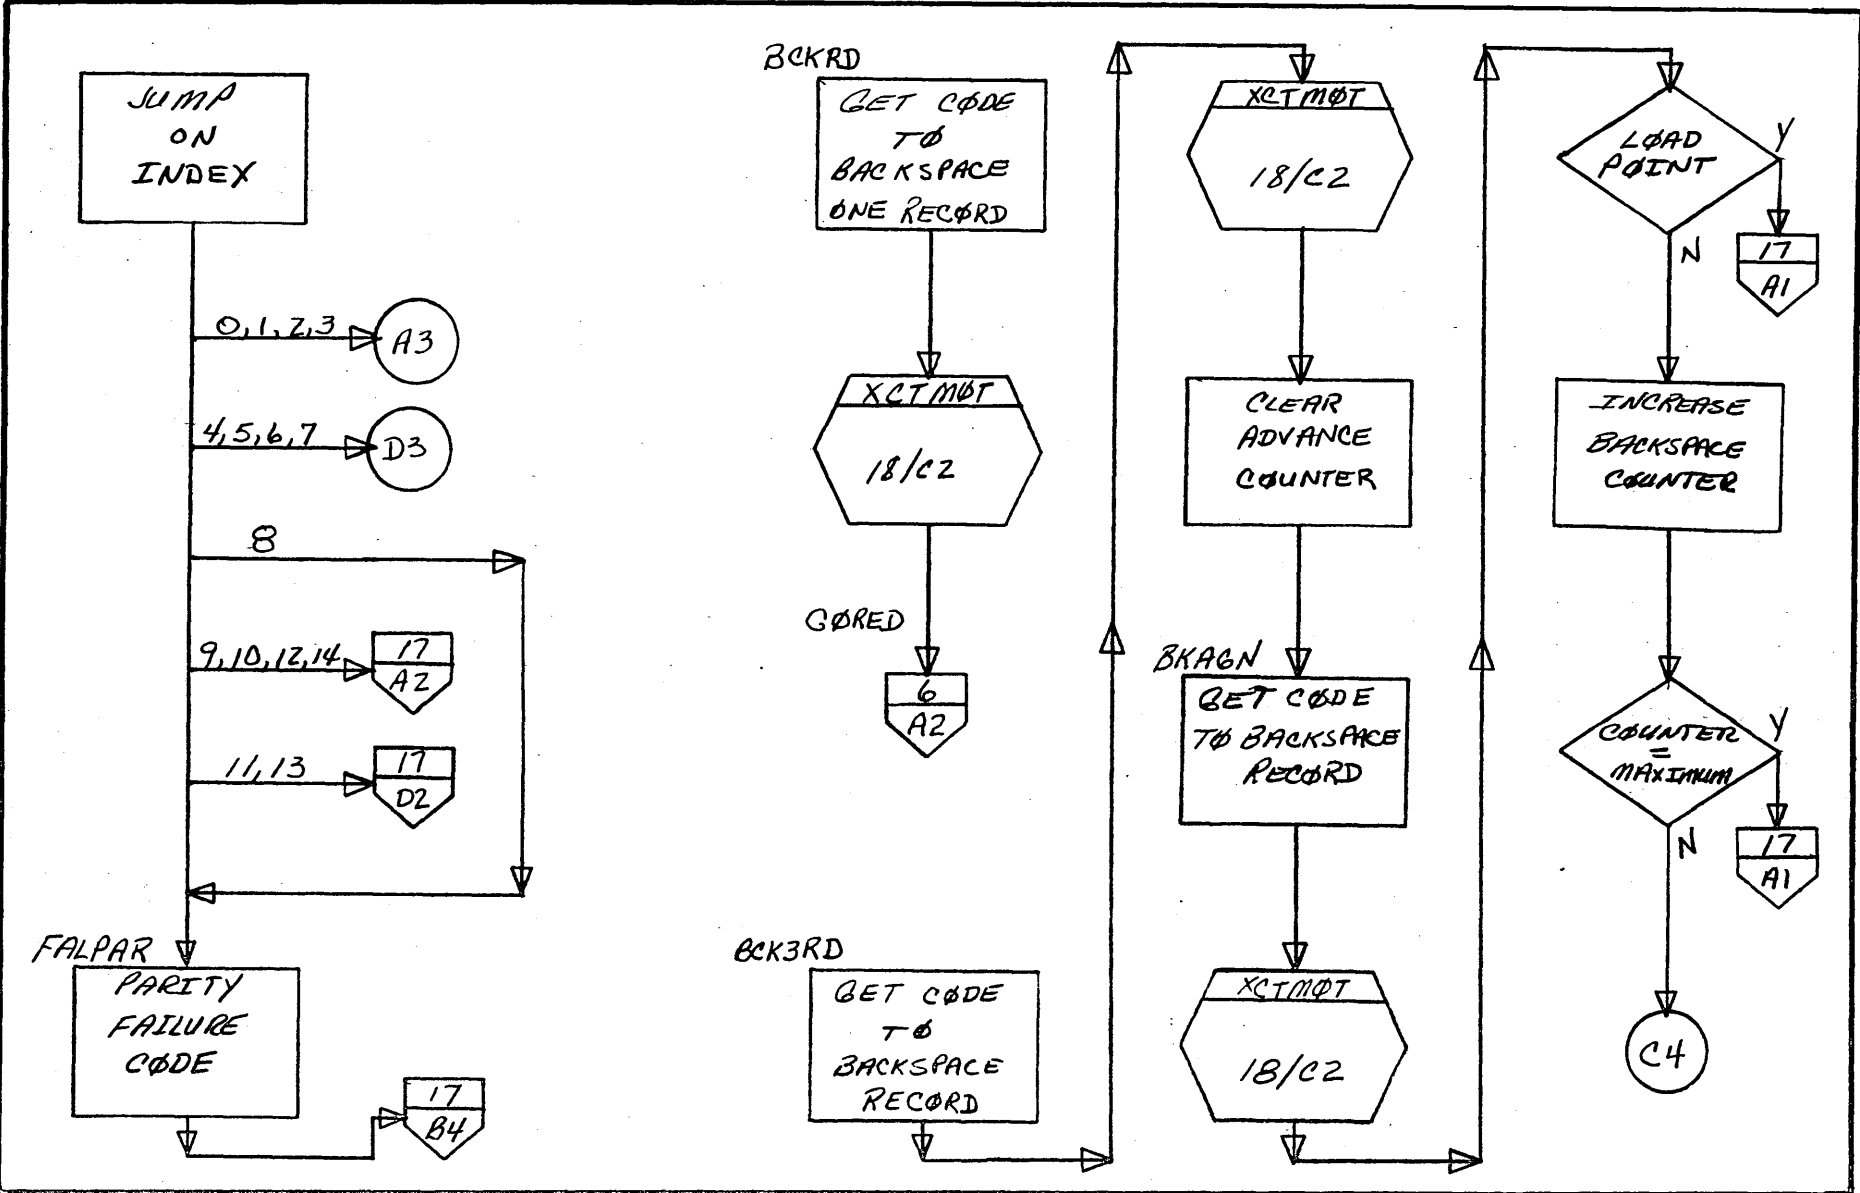 JUMP
ON
INDEX
0,1,2,3
A3
4,5,6,7
D3
8
9,10,12,14
17
A2
11,13
17
D2
FALPAR
PARITY
FAILURE
CØDE
17
B4
BCKRD
GET CØDE
TØ
BACKSPACE
ØNE RECØRD
XCTMØT
18/C2
GØRED
6
A2
BCK3RD
GET CØDE
TØ
BACKSPACE
RECØRD
XCTMØT
18/C2
CLEAR
ADVANCE
CØUNTER
BKAGN
GET CØDE
TØ BACKSPACE
RECØRD
XCTMØT
18/C2
LØAD
PØINT
Y
N
17
A1
INCREASE
BACKSPACE
CØUNTER
CØUNTER
=
MAXIMUM
Y
N
17
A1
C4